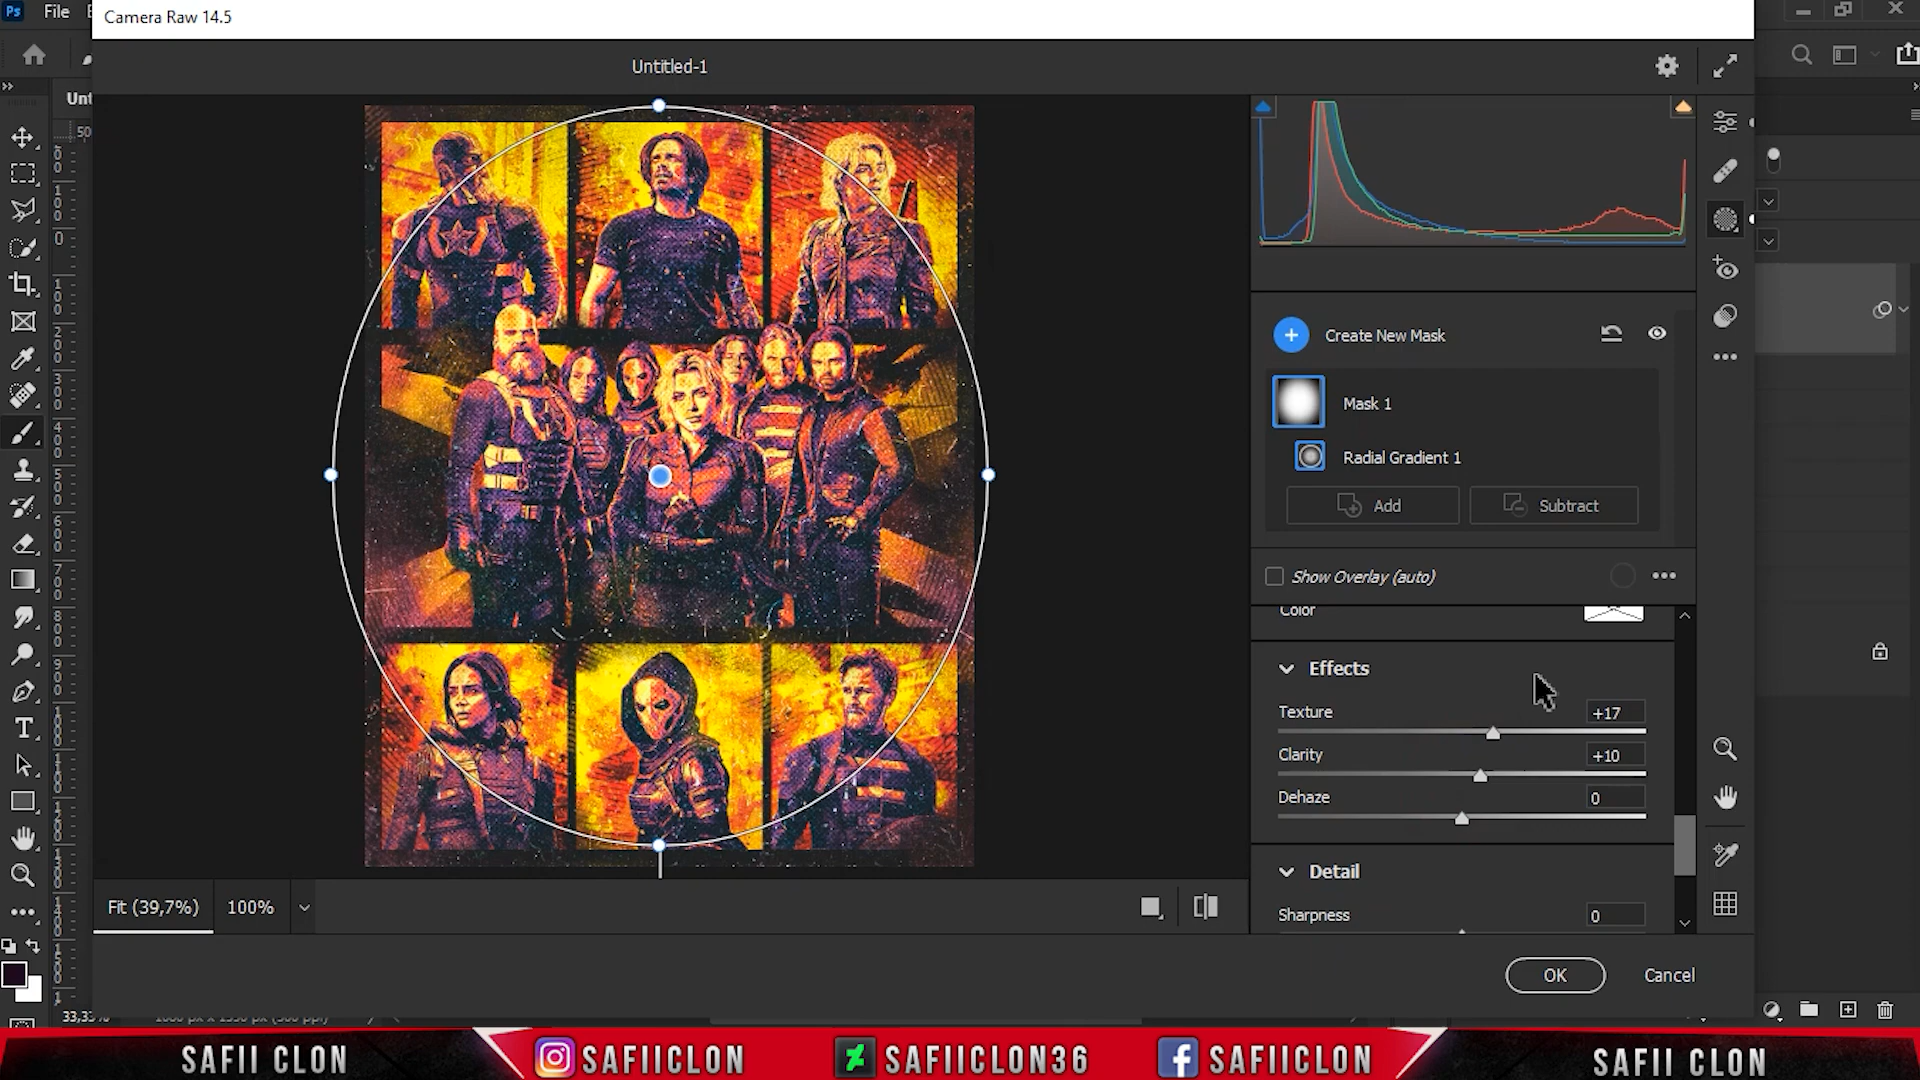 Ps File
Camera Raw 14.5
Untitled-1
Unt
Create New Mask
Mask 1
Radial Gradient 1
Add
Subtract
Show Overlay (auto)
Color
Effects
Texture +17
Clarity +10
Dehaze 0
Detail
Sharpness 0
Fit (39,7%) 100%
OK Cancel
33,33%
SAFII CLON
SAFIICLON
SAFIICLON36
SAFIICLON
SAFII CLON